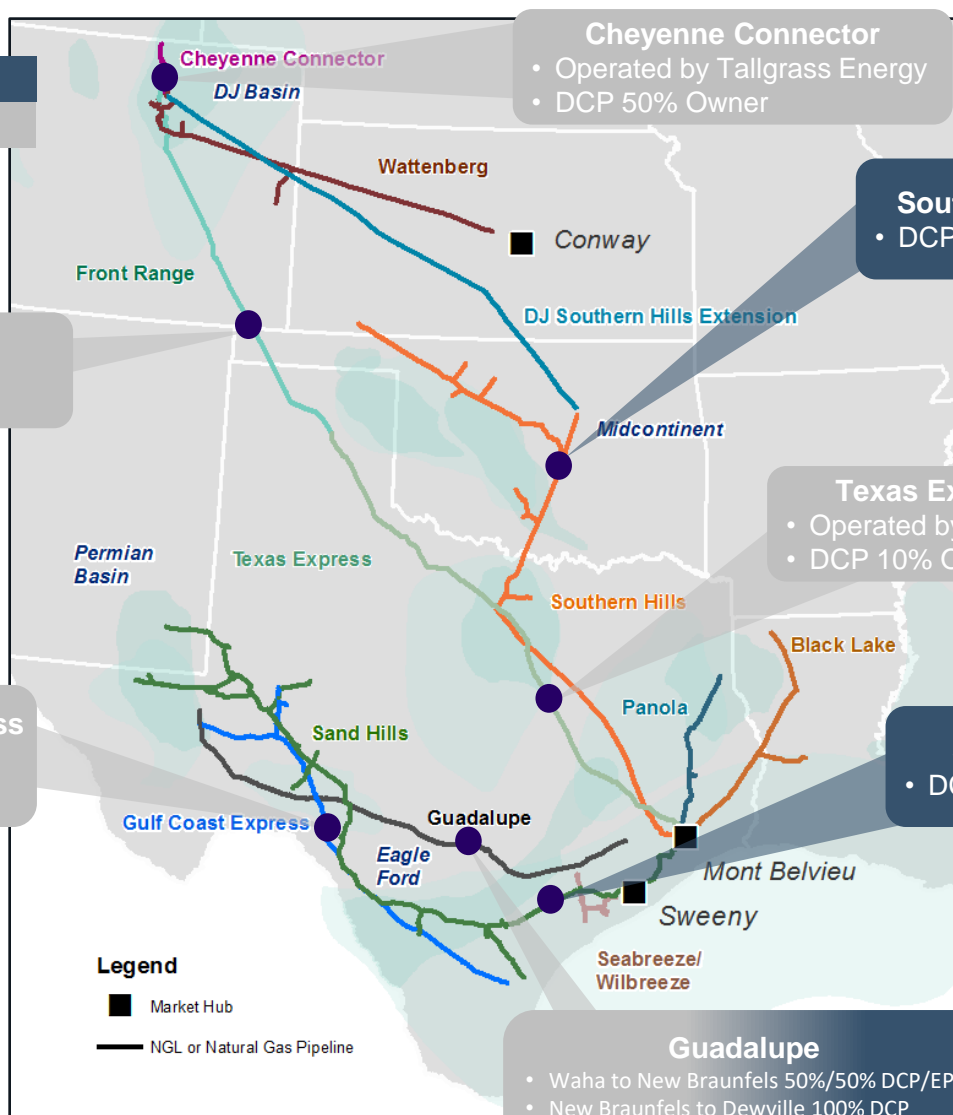 Cheyenne Connector
• Operated by Tallgrass Energy
• DCP 50% Owner
Cheyenne Connector
DJ Basin
Wattenberg
Conway
• DCP
Front Range
DJ Southern Hills Extension
Midcontinent
Texas
• Operated by
• DCP 10%
Permian
Basin
Texas Express
Southern Hills
Black Lake
Panola
Sand Hills
Gulf Coast Express
Guadalupe
Eagle
Ford
Mont Belvieu
Sweeny
Seabreeze/
Wilbreeze
Legend
Market Hub
NGL or Natural Gas Pipeline
Guadalupe
• Waha to New Braunfels 50%/50% DCP/EP
• New Braunfels to Dewville 100% DCP